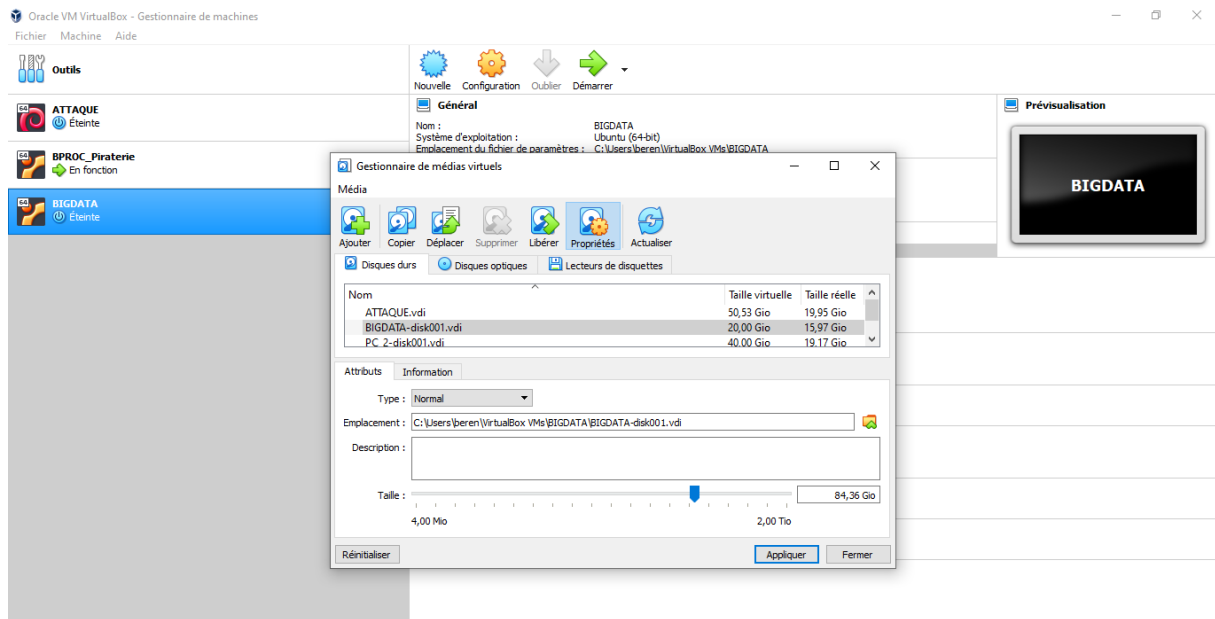 Oracle VM VirtualBox - Gestionnaire de machines
Fichier Machine Aide
Outils
Nouvelle Configuration Oublier Démarrer
64
ATTAQUE
Éteinte
64
BPROC_Piraterie
En fonction
64
BIGDATA
Éteinte
Général
Nom : BIGDATA
Système d'exploitation : Ubuntu (64-bit)
Emplacement du fichier de paramètres : C:\Users\beren\VirtualBox VMs\BIGDATA
Prévisualisation
BIGDATA
Gestionnaire de médias virtuels
Média
Ajouter Copier Déplacer Supprimer Libérer Propriétés Actualiser
Disques durs Disques optiques Lecteurs de disquettes
Nom Taille virtuelle Taille réelle
ATTAQUE.vdi 50,53 Gio 19,95 Gio
BIGDATA-disk001.vdi 20,00 Gio 15,97 Gio
PC 2-disk001.vdi 40,00 Gio 19,17 Gio
Attributs Information
Type : Normal
Emplacement : C:\Users\beren\VirtualBox VMs\BIGDATA\BIGDATA-disk001.vdi
Description :
Taille : 84,36 Gio
4,00 Mio 2,00 Tio
Réinitialiser Appliquer Fermer